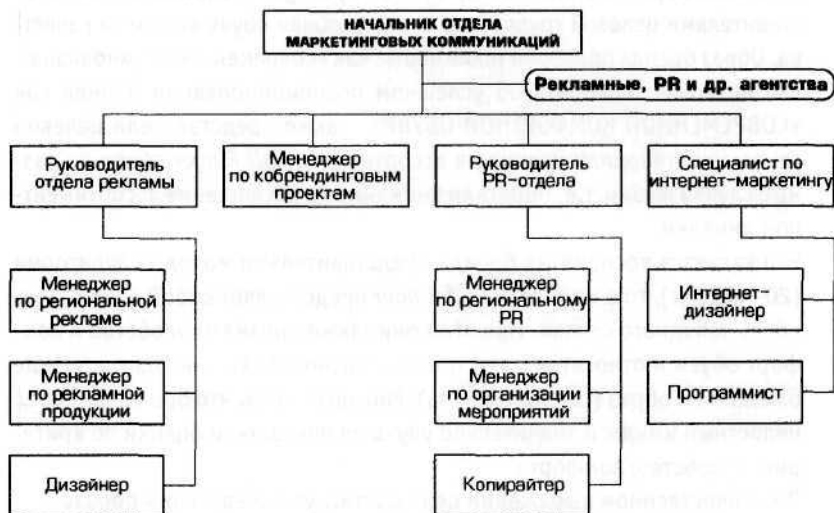 НАЧАЛЬНИК ОТДЕЛА
МАРКЕТИНГОВЫХ КОММУНИКАЦИЙ
Рекламные, PR и др. агентства
Руководитель
отдела рекламы
Менеджер
по кобрендинговым
проектам
Руководитель
PR-отдела
Специалист по
интернет-маркетингу
Менеджер
по региональной
рекламе
Менеджер
по региональному
PR
Интернет-
дизайнер
Менеджер
по рекламной
продукции
Менеджер
по организации
мероприятий
Программист
Дизайнер
Копирайтер